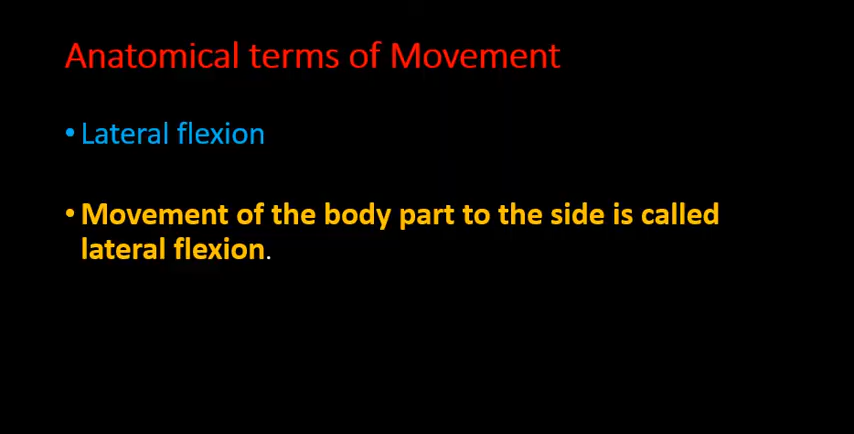 Anatomical terms of Movement
•Lateral flexion
•Movement of the body part to the side is called
lateral flexion.